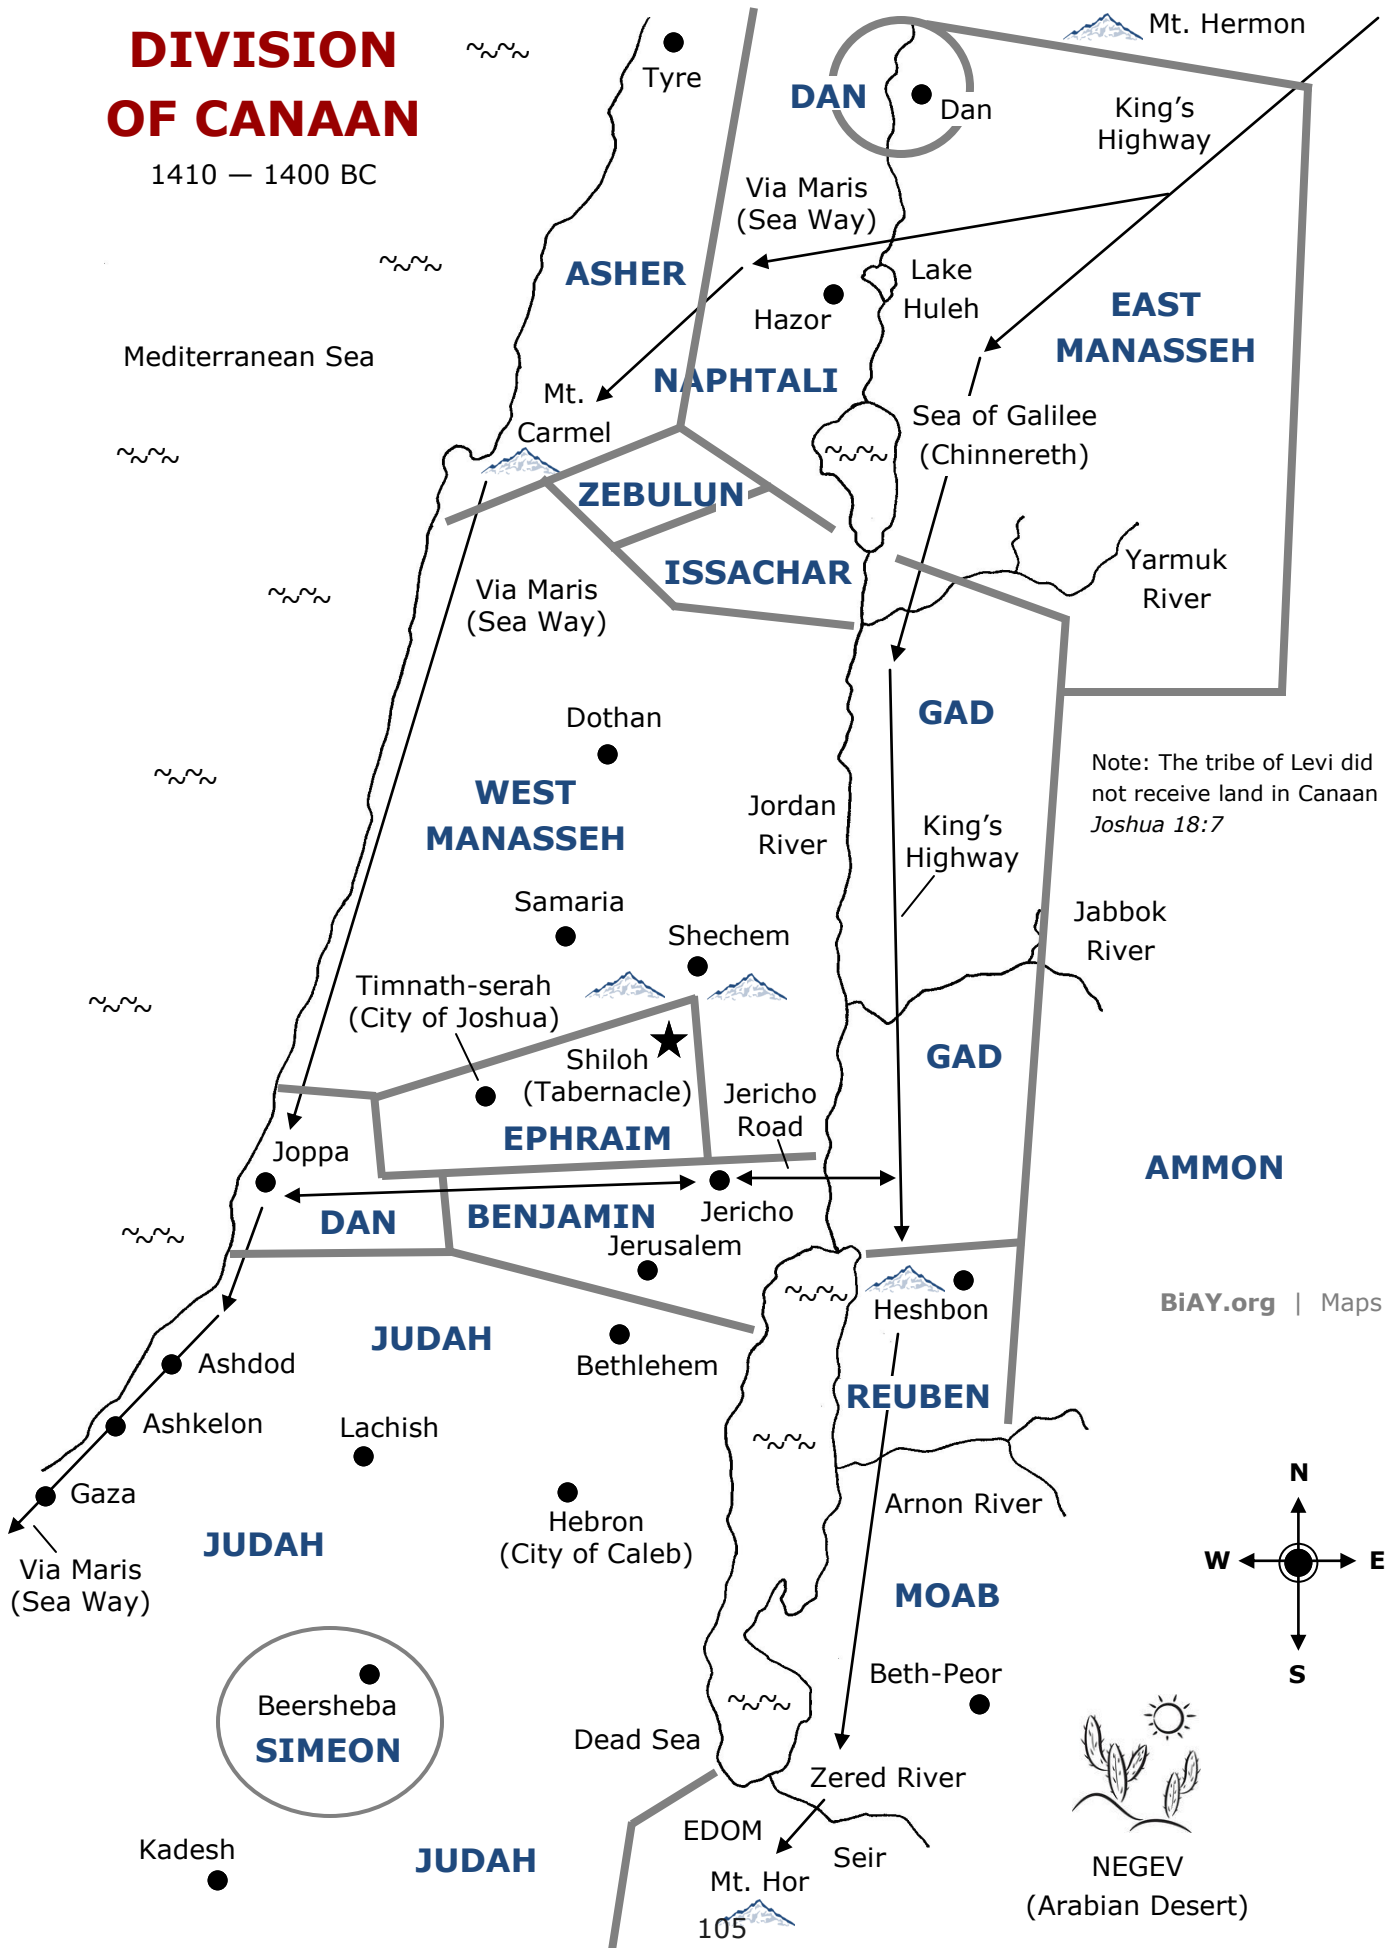 DIVISION
OF CANAAN
1410 — 1400 BC
Mt. Hermon
Tyre
DAN
Dan
King's
Highway
Via Maris
(Sea Way)
ASHER
Lake
Huleh
Hazor
EAST
MANASSEH
Mediterranean Sea
NAPHTALI
Mt.
Carmel
Sea of Galilee
(Chinnereth)
ZEBULUN
ISSACHAR
Yarmuk
River
Via Maris
(Sea Way)
Dothan
GAD
Note: The tribe of Levi did
not receive land in Canaan
Joshua 18:7
WEST
MANASSEH
Jordan
River
King's
Highway
Samaria
Shechem
Jabbok
River
Timnath-serah
(City of Joshua)
Shiloh
(Tabernacle)
GAD
Jericho
Road
EPHRAIM
Joppa
AMMON
DAN
BENJAMIN
Jericho
Jerusalem
Heshbon
BiAY.org | Maps
JUDAH
Bethlehem
Ashdod
REUBEN
Ashkelon
Lachish
Gaza
Arnon River
Hebron
(City of Caleb)
JUDAH
Via Maris
(Sea Way)
N
W
E
S
MOAB
Beth-Peor
Beersheba
SIMEON
Dead Sea
Zered River
EDOM
Seir
Kadesh
JUDAH
Mt. Hor
NEGEV
(Arabian Desert)
105